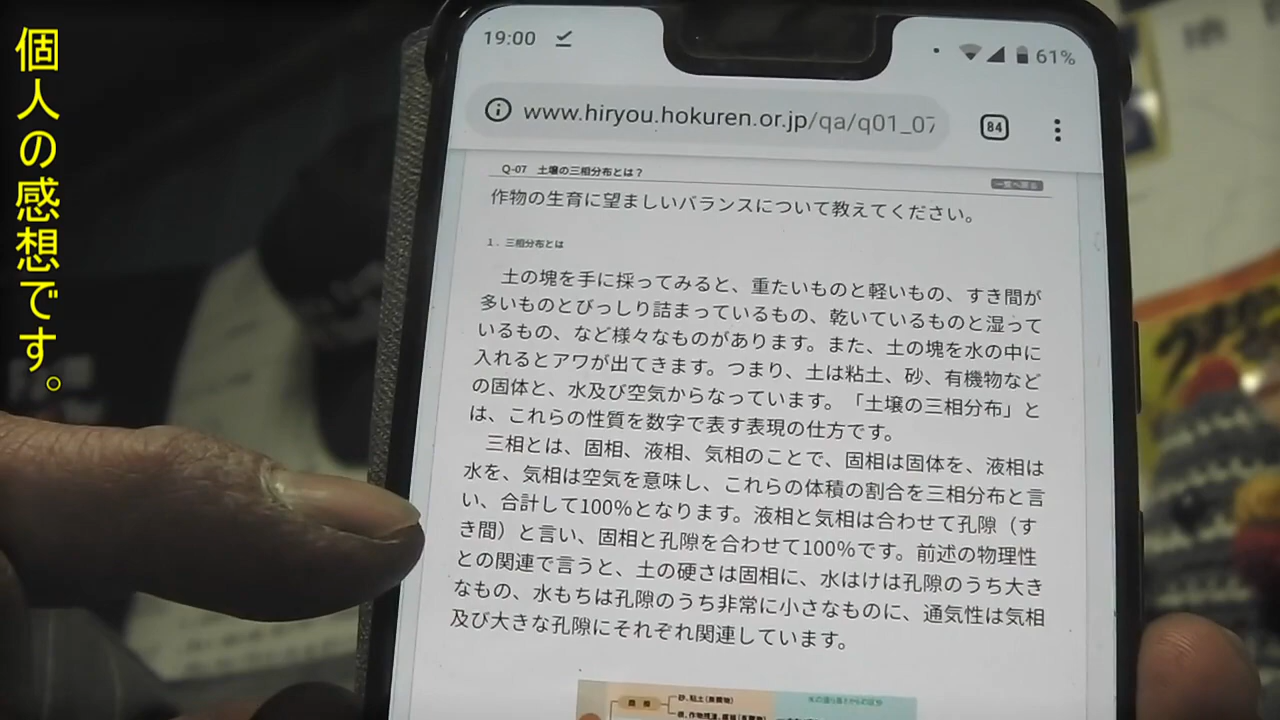 個人の感想です。
19:00
61%
www.hiryou.hokuren.or.jp/qa/q01_07
84
Q-07 土壌の三相分布とは？
一覧へ戻る
作物の生育に望ましいバランスについて教えてください。
1. 三相分布とは
土の塊を手に採ってみると、重たいものと軽いもの、すき間が
多いものとびっしり詰まっているもの、乾いているものと湿って
いるもの、など様々なものがあります。また、土の塊を水の中に
入れるとアワが出てきます。つまり、土は粘土、砂、有機物など
の固体と、水及び空気からなっています。「土壌の三相分布」と
は、これらの性質を数字で表す表現の仕方です。
三相とは、固相、液相、気相のことで、固相は固体を、液相は
水を、気相は空気を意味し、これらの体積の割合を三相分布と言
い、合計して100%となります。液相と気相は合わせて孔隙（す
き間）と言い、固相と孔隙を合わせて100%です。前述の物理性
との関連で言うと、土の硬さは固相に、水はけは孔隙のうち大き
なもの、水もちは孔隙のうち非常に小さなものに、通気性は気相
及び大きな孔隙にそれぞれ関連しています。
固相
砂、粘土（無機物）